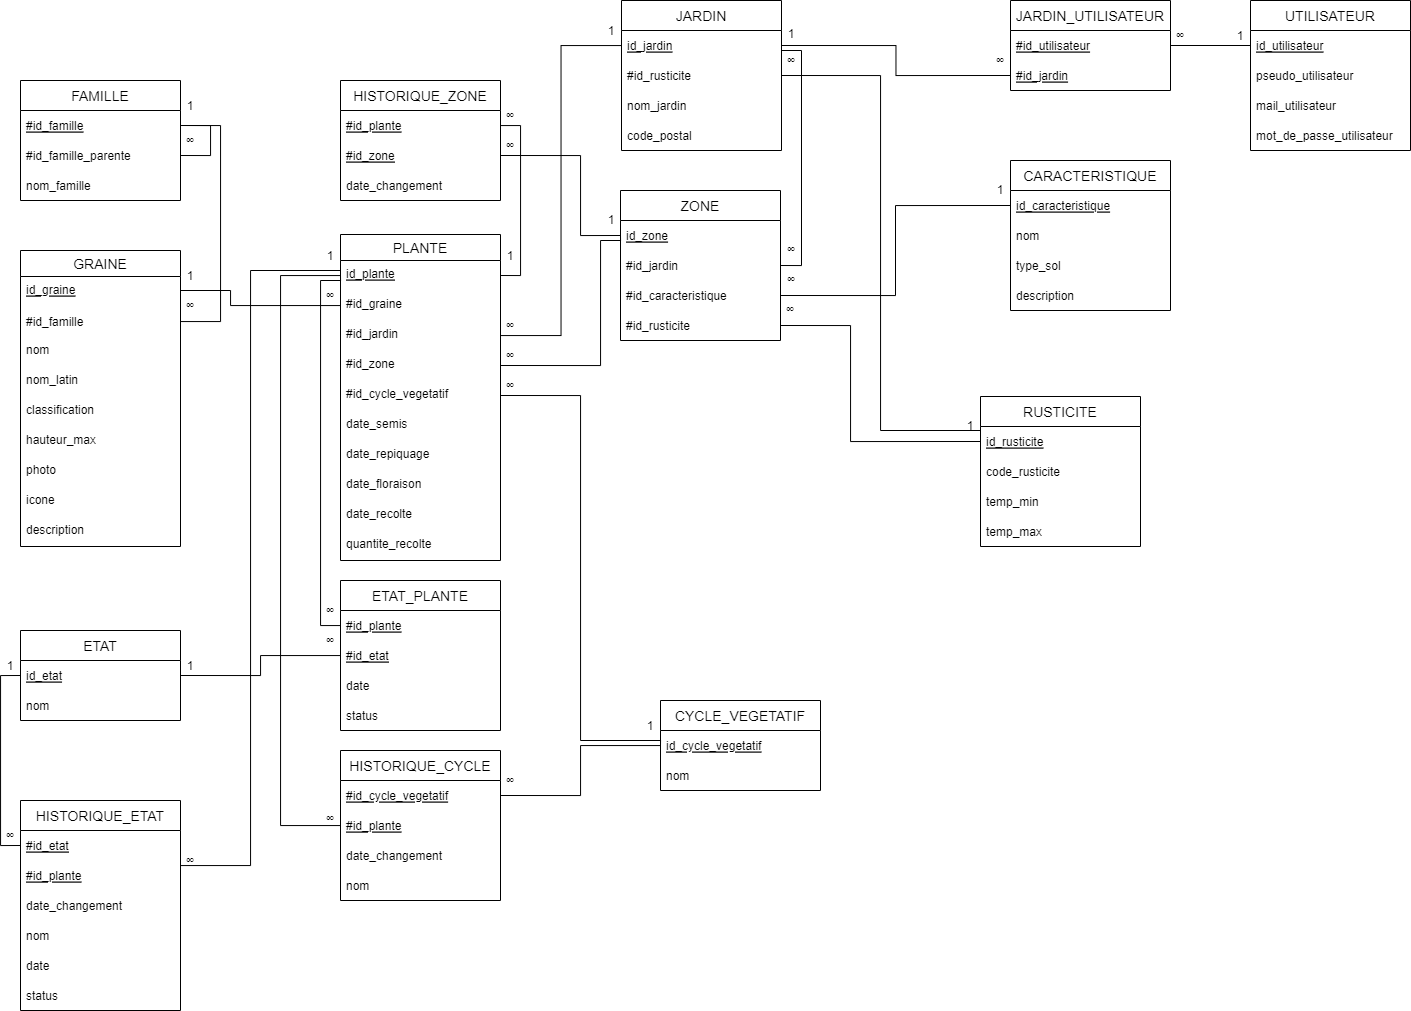 JARDIN
id_jardin
#id_rusticite
nom_jardin
code_postal
1
1
∞
∞
JARDIN_UTILISATEUR
#id_utilisateur
#id_jardin
∞
1
UTILISATEUR
id_utilisateur
pseudo_utilisateur
mail_utilisateur
mot_de_passe_utilisateur
FAMILLE
#id_famille
#id_famille_parente
nom_famille
1
∞
HISTORIQUE_ZONE
#id_plante
#id_zone
date_changement
∞
∞
CARACTERISTIQUE
id_caracteristique
nom
type_sol
description
1
ZONE
id_zone
#id_jardin
#id_caracteristique
#id_rusticite
1
∞
∞
∞
GRAINE
id_graine
#id_famille
nom
nom_latin
classification
hauteur_max
photo
icone
description
1
∞
PLANTE
id_plante
#id_graine
#id_jardin
#id_zone
#id_cycle_vegetatif
date_semis
date_repiquage
date_floraison
date_recolte
quantite_recolte
1
1
∞
∞
∞
∞
RUSTICITE
id_rusticite
code_rusticite
temp_min
temp_max
1
ETAT_PLANTE
#id_plante
#id_etat
date
status
∞
∞
ETAT
id_etat
nom
1
1
CYCLE_VEGETATIF
id_cycle_vegetatif
nom
1
HISTORIQUE_CYCLE
#id_cycle_vegetatif
#id_plante
date_changement
nom
∞
∞
HISTORIQUE_ETAT
#id_etat
#id_plante
date_changement
nom
date
status
∞
∞